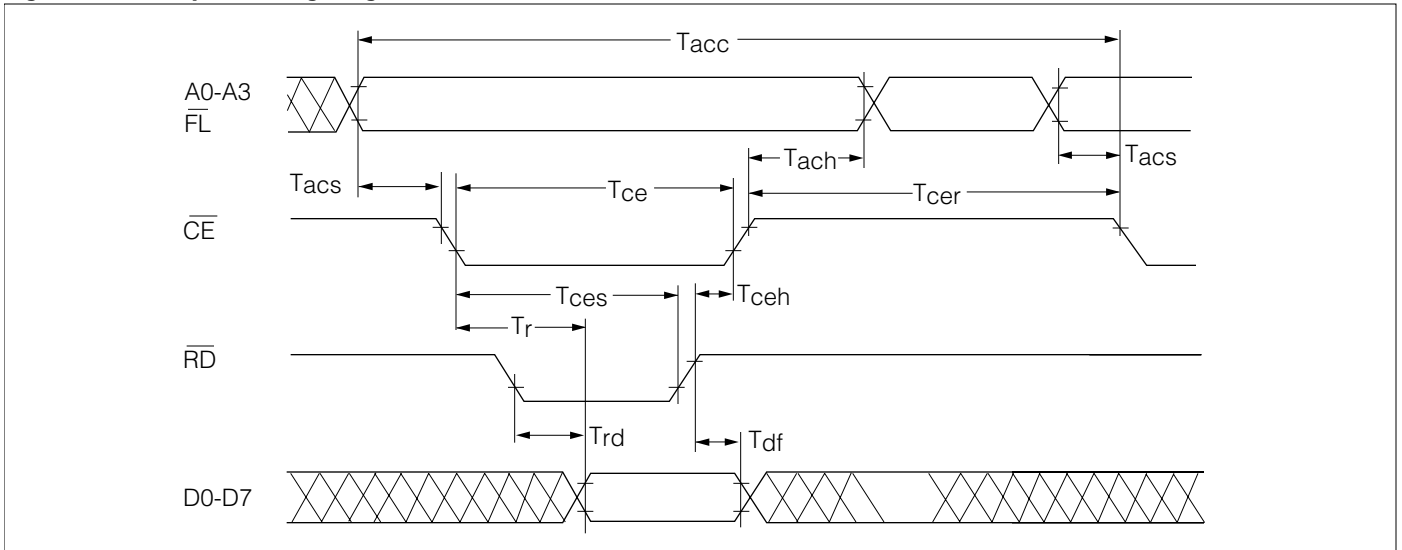 Tacc
A0-A3
FL
Tach
Tacs
Tacs
Tce
Tcer
CE
Tces
Tceh
Tr
RD
Trd
Tdf
D0-D7